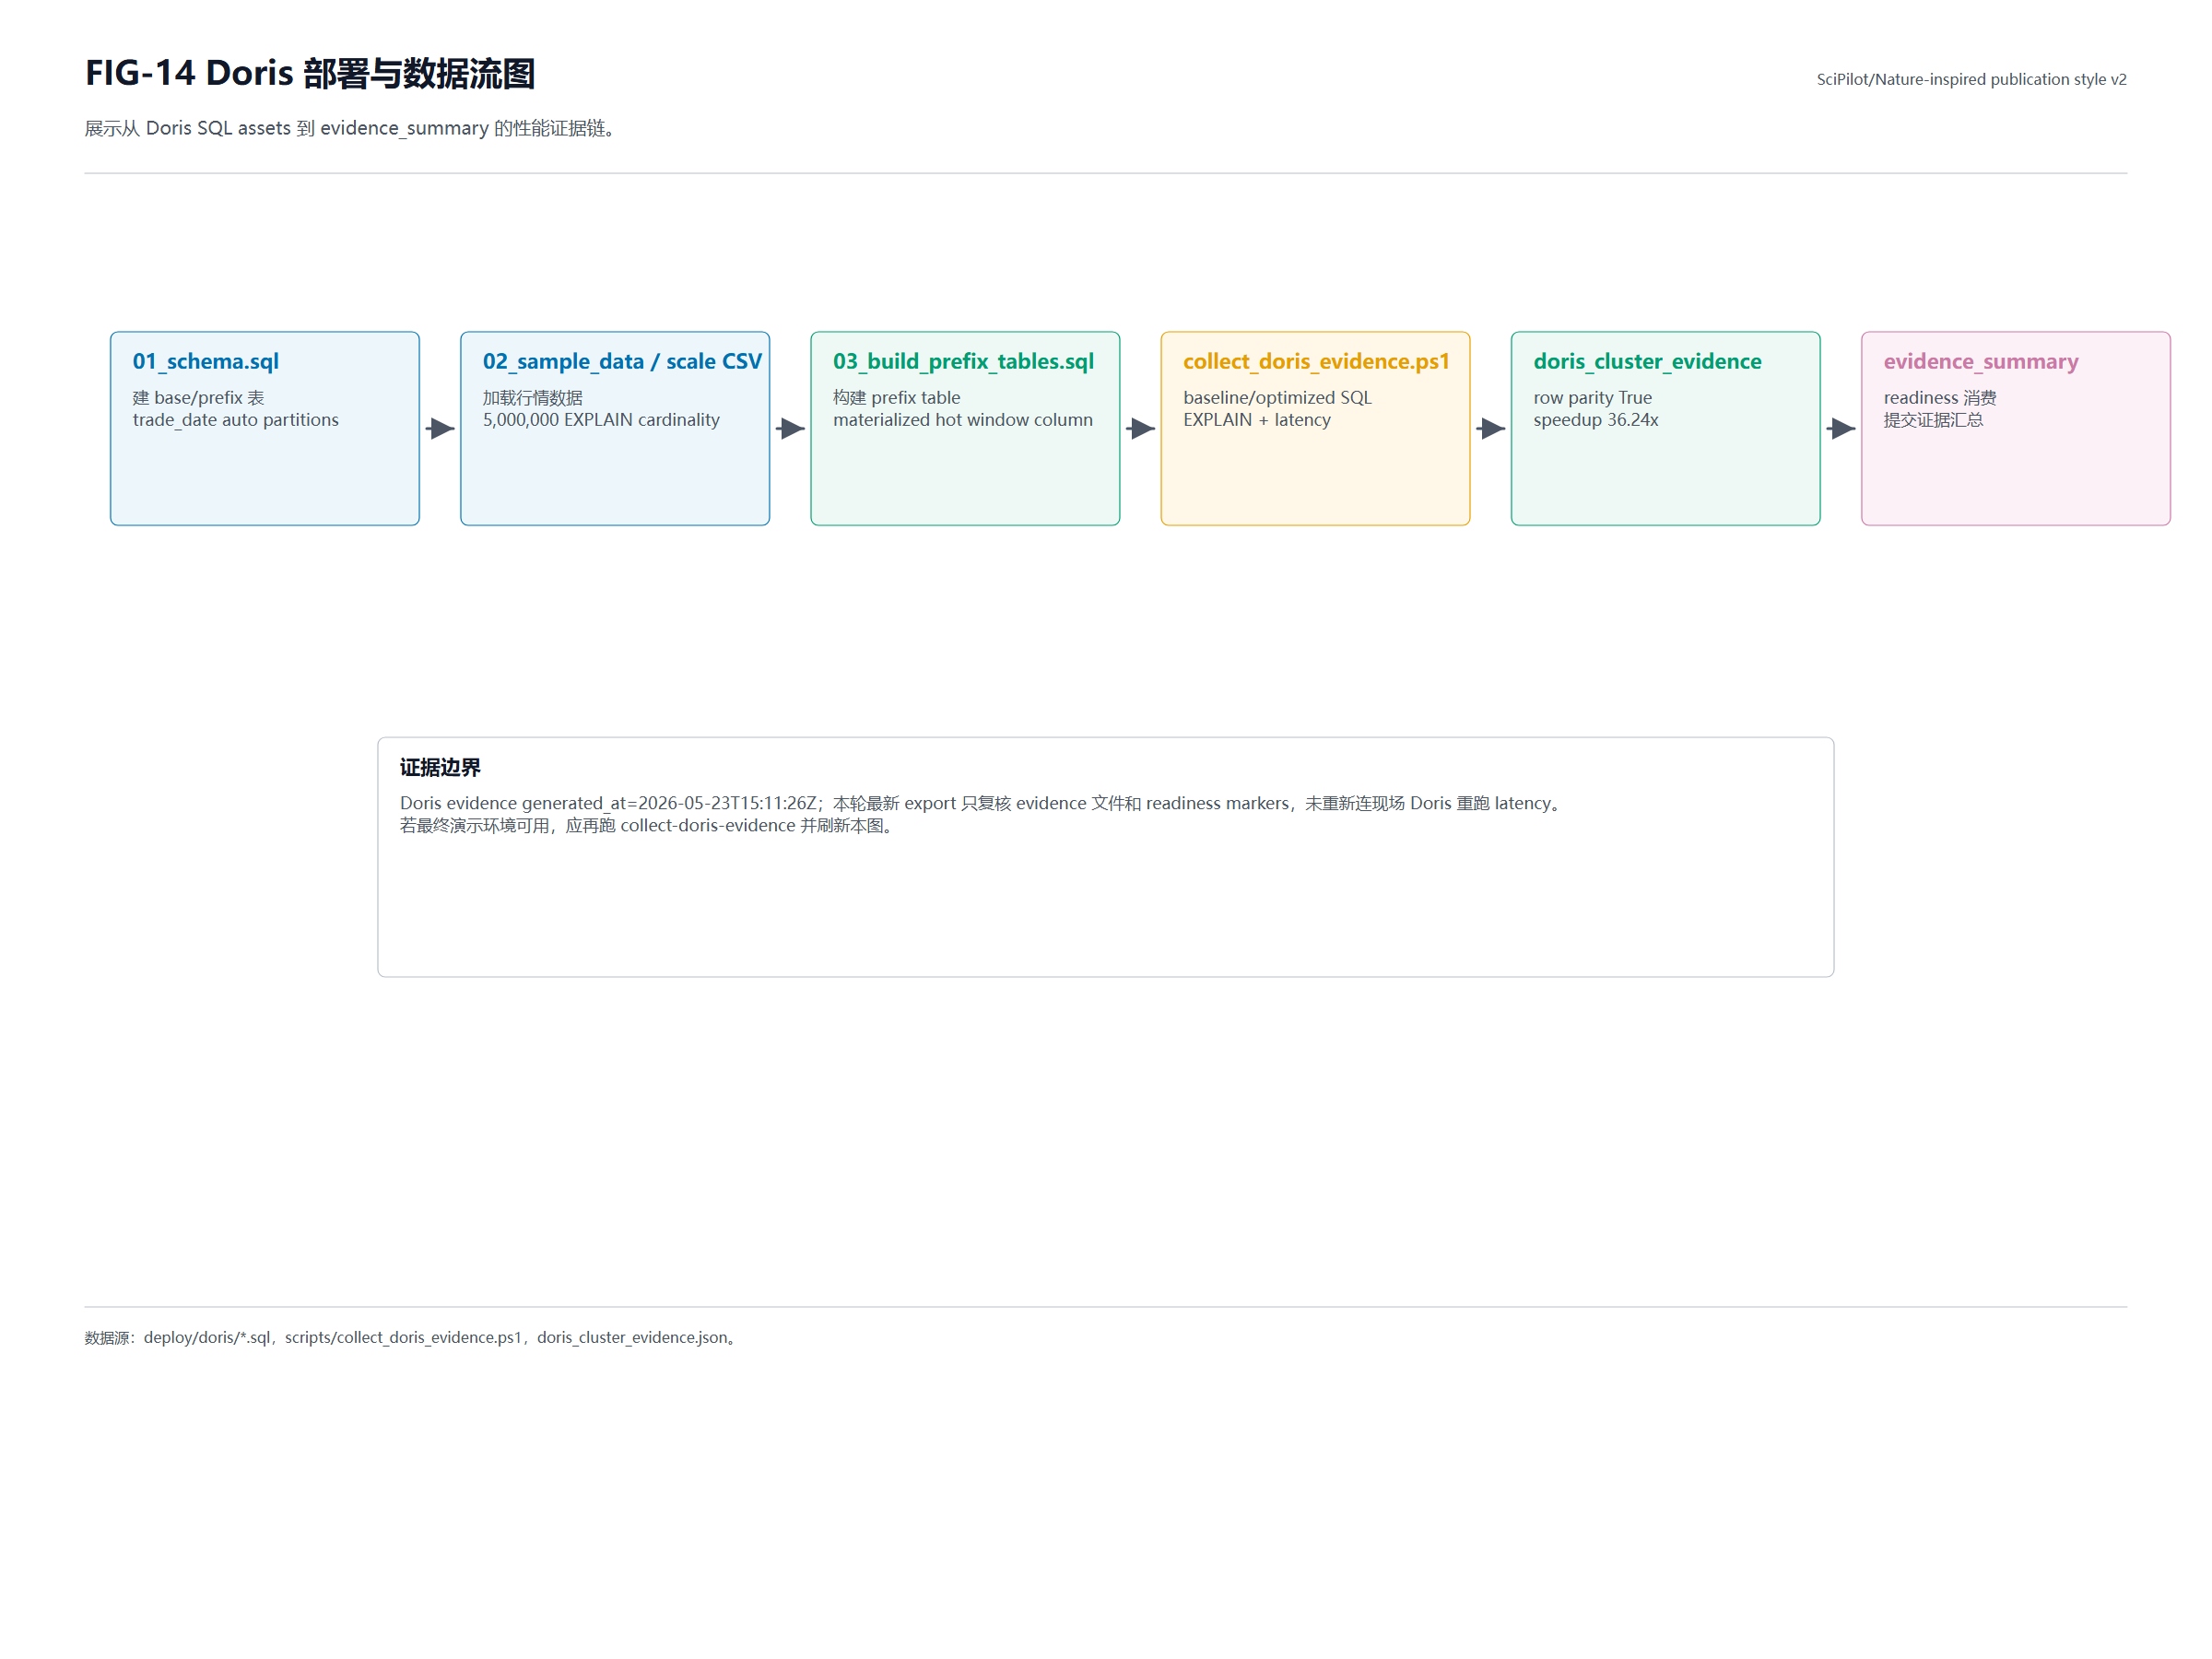 FIG-14 Doris 部署与数据流图
SciPilot/Nature-inspired publication style v2
展示从 Doris SQL assets 到 evidence_summary 的性能证据链。
01_schema.sql
建 base/prefix 表
trade_date auto partitions
02_sample_data / scale CSV
加载行情数据
5,000,000 EXPLAIN cardinality
03_build_prefix_tables.sql
构建 prefix table
materialized hot window column
collect_doris_evidence.ps1
baseline/optimized SQL
EXPLAIN + latency
doris_cluster_evidence
row parity True
speedup 36.24x
evidence_summary
readiness 消费
提交证据汇总
证据边界
Doris evidence generated_at=2026-05-23T15:11:26Z；本轮最新 export 只复核 evidence 文件和 readiness markers，未重新连现场 Doris 重跑 latency。
若最终演示环境可用，应再跑 collect-doris-evidence 并刷新本图。
数据源：deploy/doris/*.sql，scripts/collect_doris_evidence.ps1，doris_cluster_evidence.json。